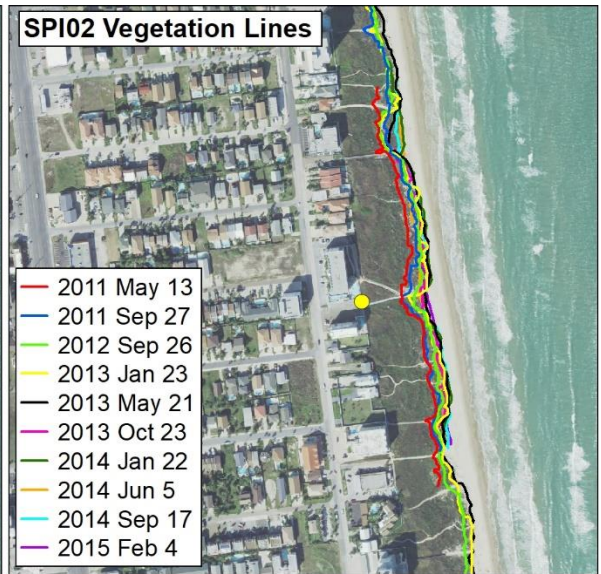 SPI02 Vegetation Lines
2011 May 13
2011 Sep 27
2012 Sep 26
2013 Jan 23
2013 May 21
2013 Oct 23
2014 Jan 22
2014 Jun 5
2014 Sep 17
2015 Feb 4